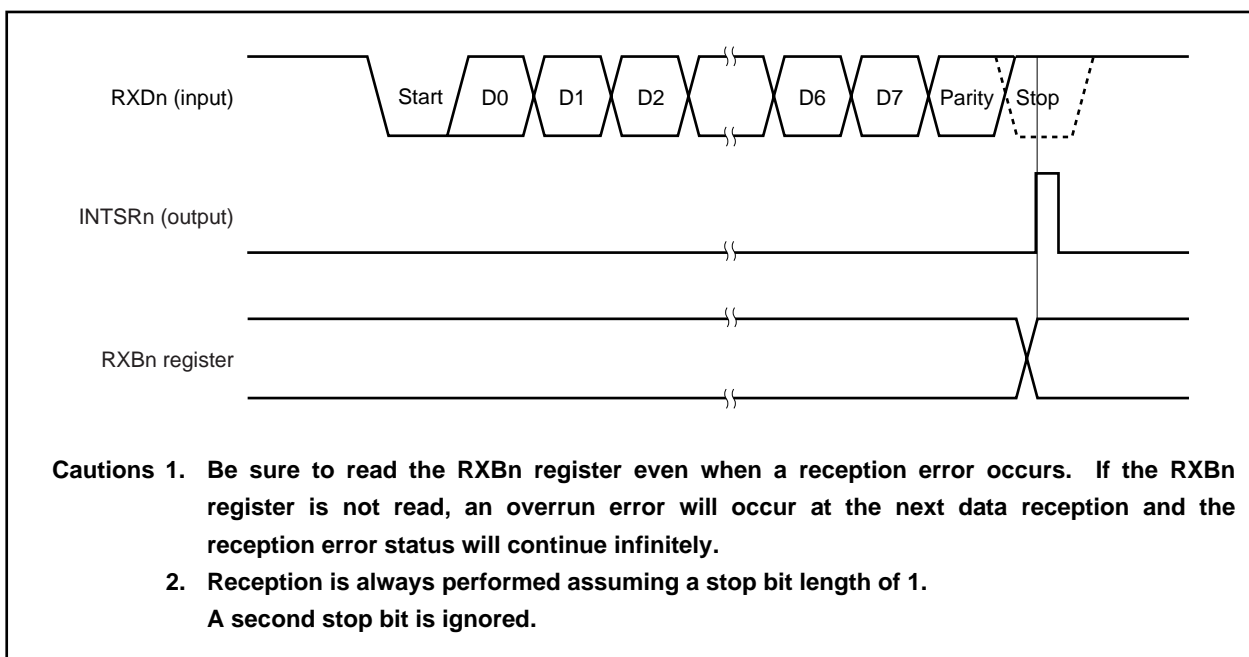 RXDn (input)
Start D0 D1 D2 D6 D7 Parity Stop
INTSRn (output)
RXBn register
Cautions 1. Be sure to read the RXBn register even when a reception error occurs. If the RXBn
register is not read, an overrun error will occur at the next data reception and the
reception error status will continue infinitely.
2. Reception is always performed assuming a stop bit length of 1.
A second stop bit is ignored.